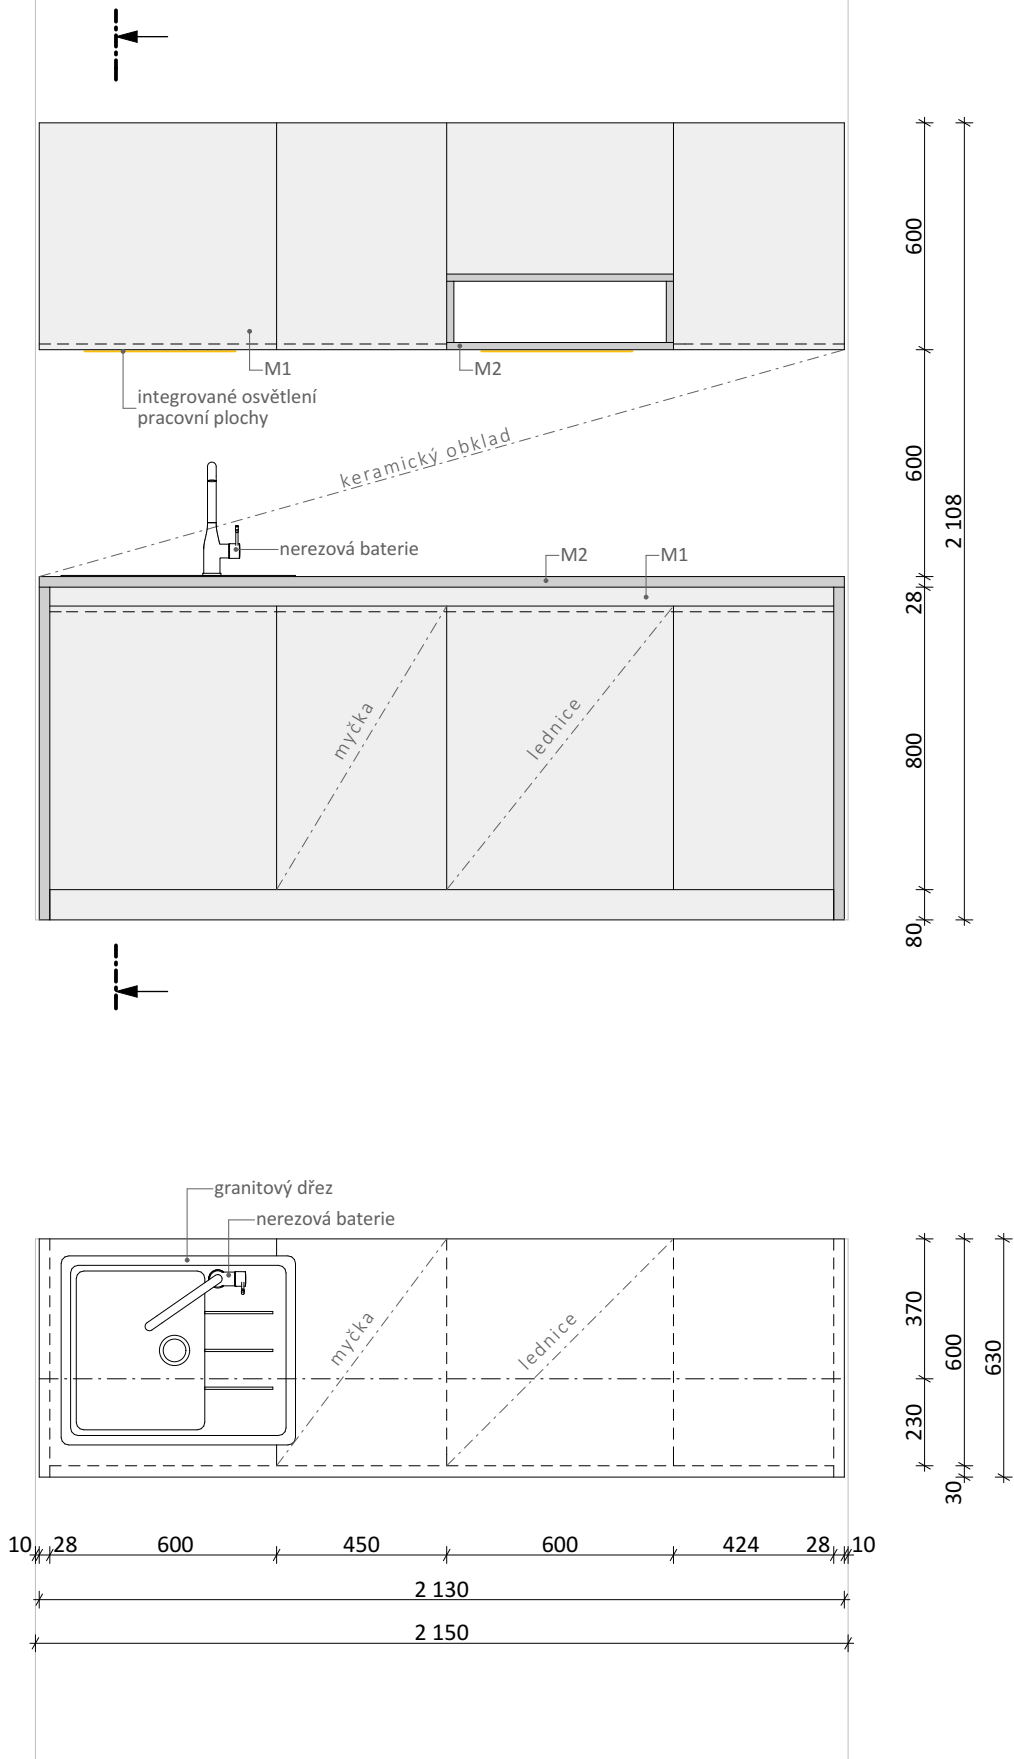 600
M1
M2
integrované osvětlení
pracovní plochy
keramický obklad
600
2 108
nerezová baterie
M2
M1
28
myčka
lednice
800
80
granitový dřez
nerezová baterie
370
myčka
lednice
600
630
230
30
10
28
600
450
600
424
28
10
2 130
2 150